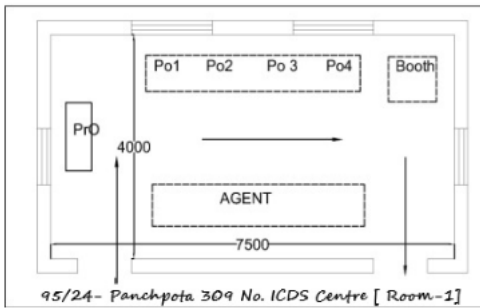 Po1 Po2 Po 3 Po4 Booth
PrO
4000
AGENT
7500
95/24- Panchpota 309 No. ICDS Centre [ Room-1]